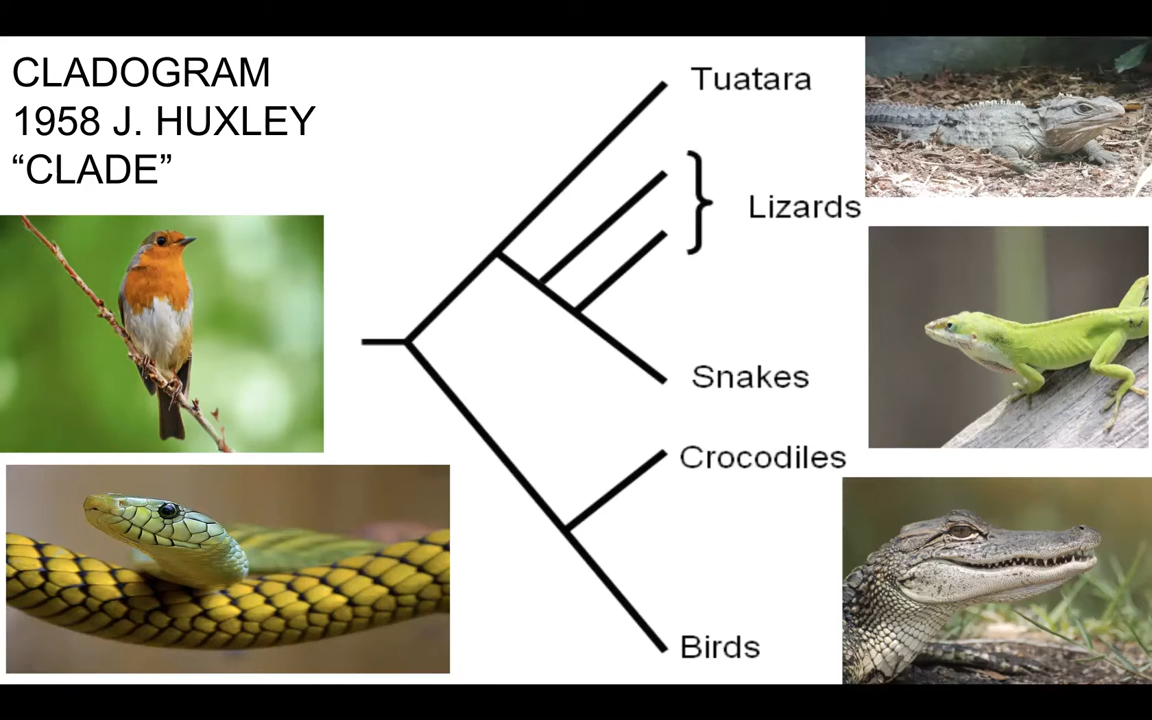 CLADOGRAM
1958 J. HUXLEY
“CLADE”
Tuatara
Lizards
Snakes
Crocodiles
Birds